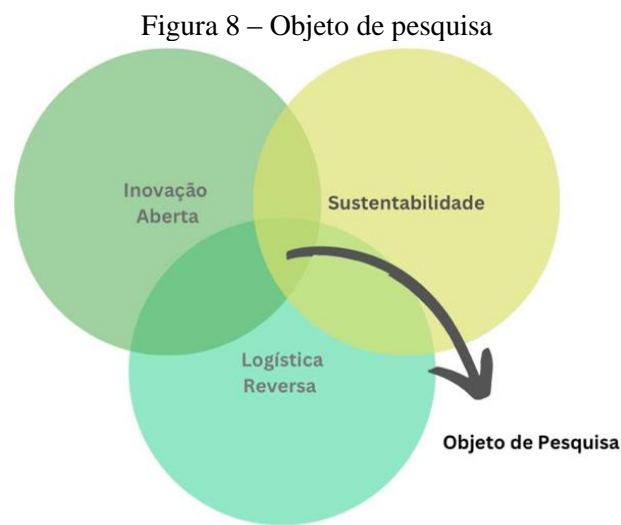 Figura 8 – Objeto de pesquisa
Inovação
Aberta
Sustentabilidade
Logística
Reversa
Objeto de Pesquisa